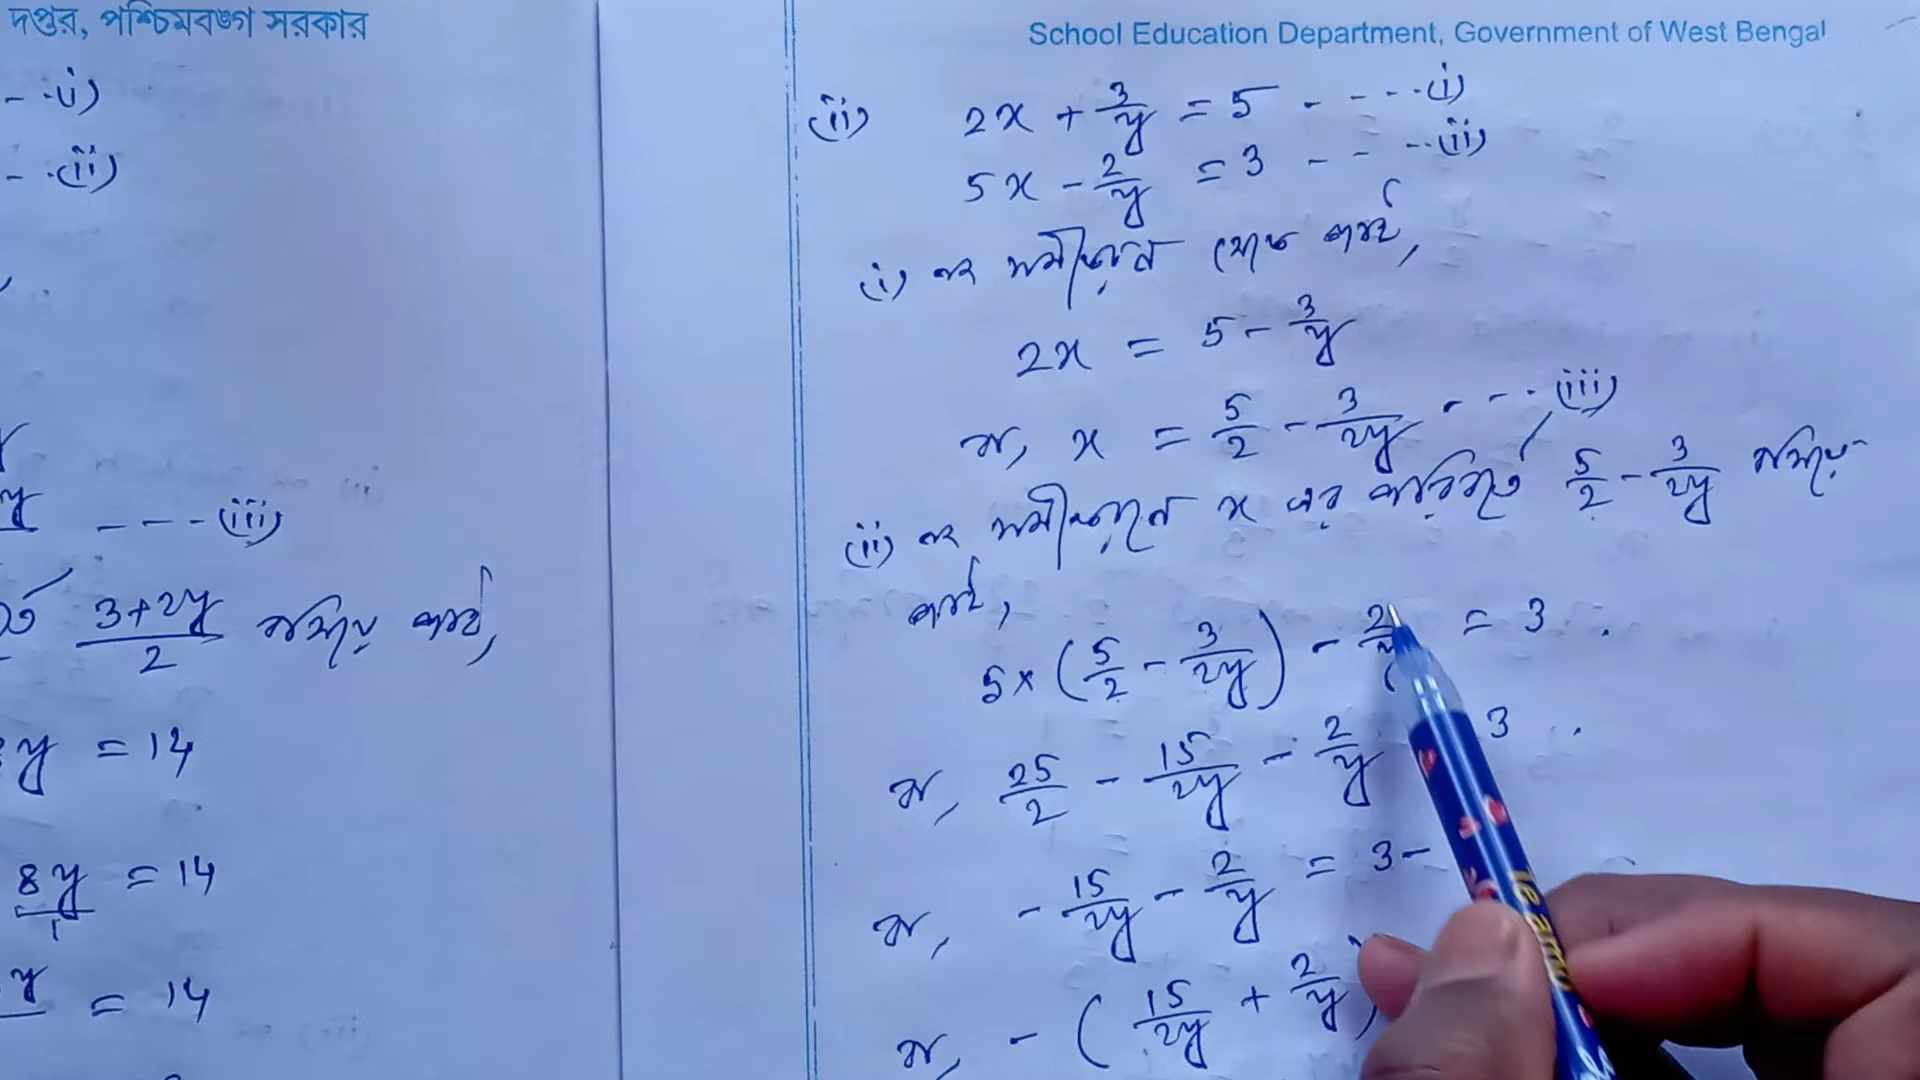 দপ্তর, পশ্চিমবঙ্গ সরকার
- - (i)
- - (ii)
y - - - - (iii)
3+2y/2 বসিয়ে পাই,
y = 14
8y/1 = 14
y = 14
School Education Department, Government of West Bengal
(ii) 2x + 3/y = 5 - - - - (i)
5x - 2/y = 3 - - - - (ii)
(i) নং সমীকরণ থেকে পাই,
2x = 5 - 3/y
বা, x = 5/2 - 3/2y - - - (iii)
(ii) নং সমীকরণে x এর পরিবর্তে 5/2 - 3/2y বসিয়ে
পাই,
5 × (5/2 - 3/2y) - 2/y = 3
বা, 25/2 - 15/2y - 2/y 3
বা, - 15/2y - 2/y = 3 -
বা, - (15/2y + 2/y)